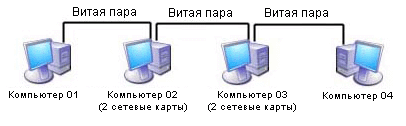 Витая пара Витая пара Витая пара
Компьютер 01 Компьютер 02 Компьютер 03 Компьютер 04
(2 сетевые карты) (2 сетевые карты)